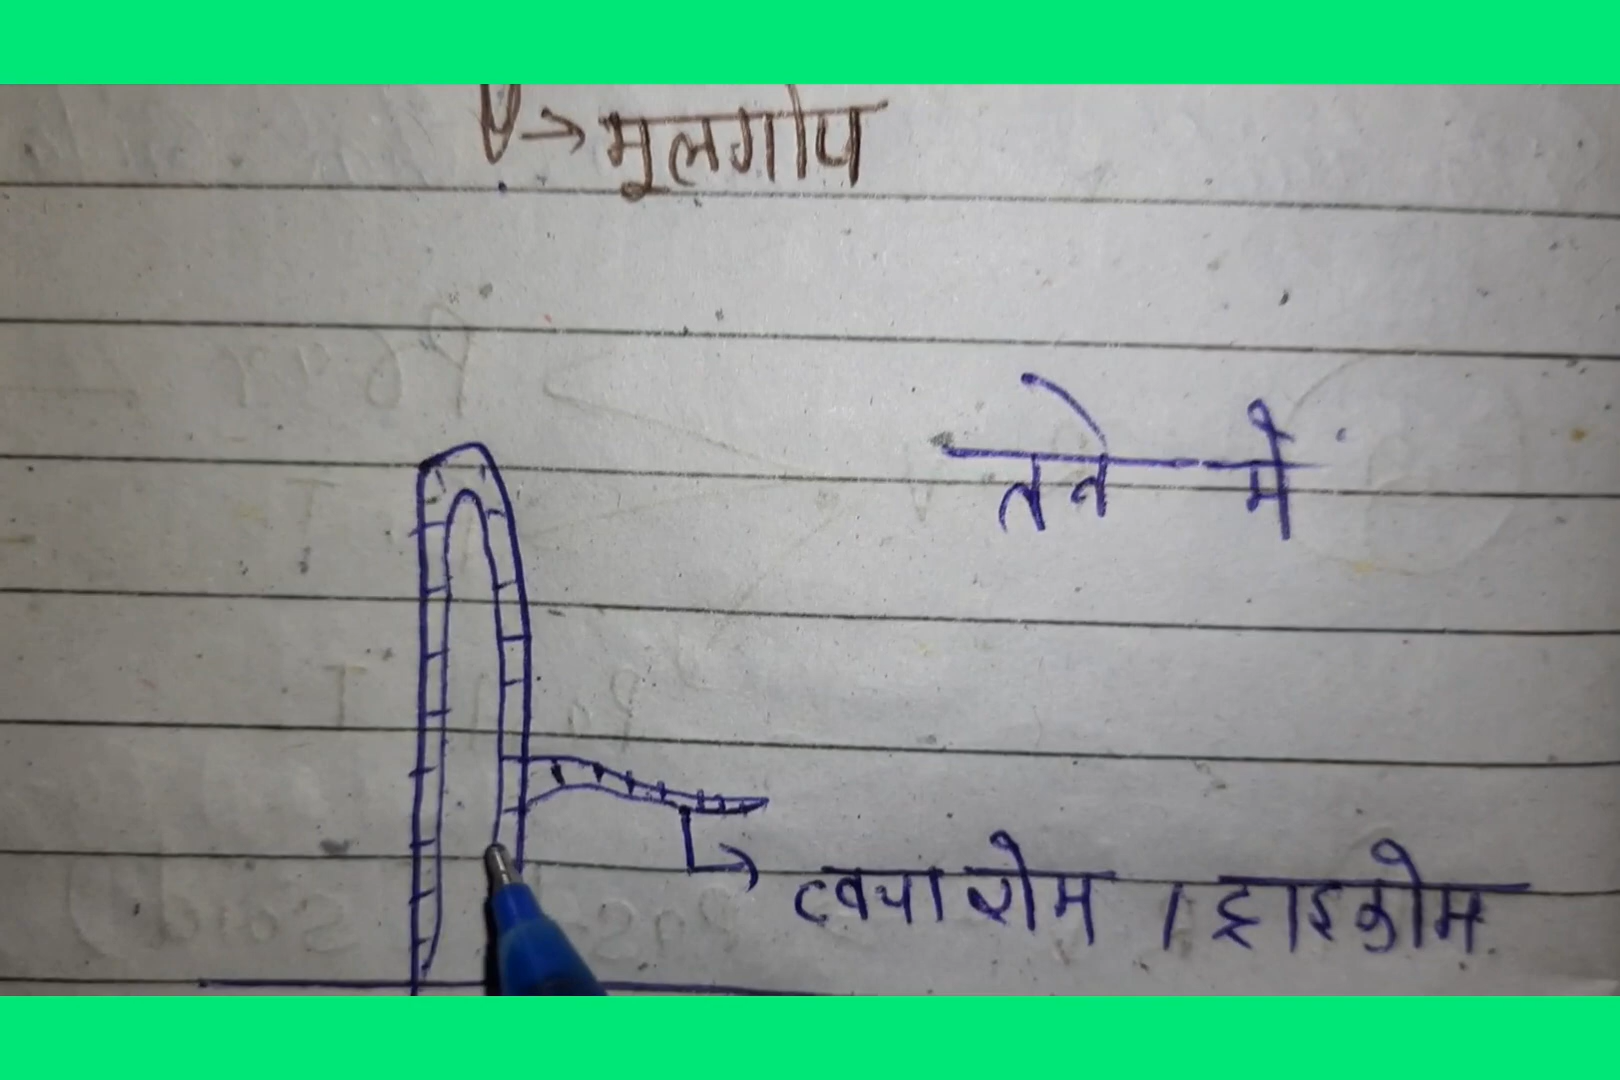 → मुलगोप
तने में
→ त्वचा रोम / ट्राइकोम